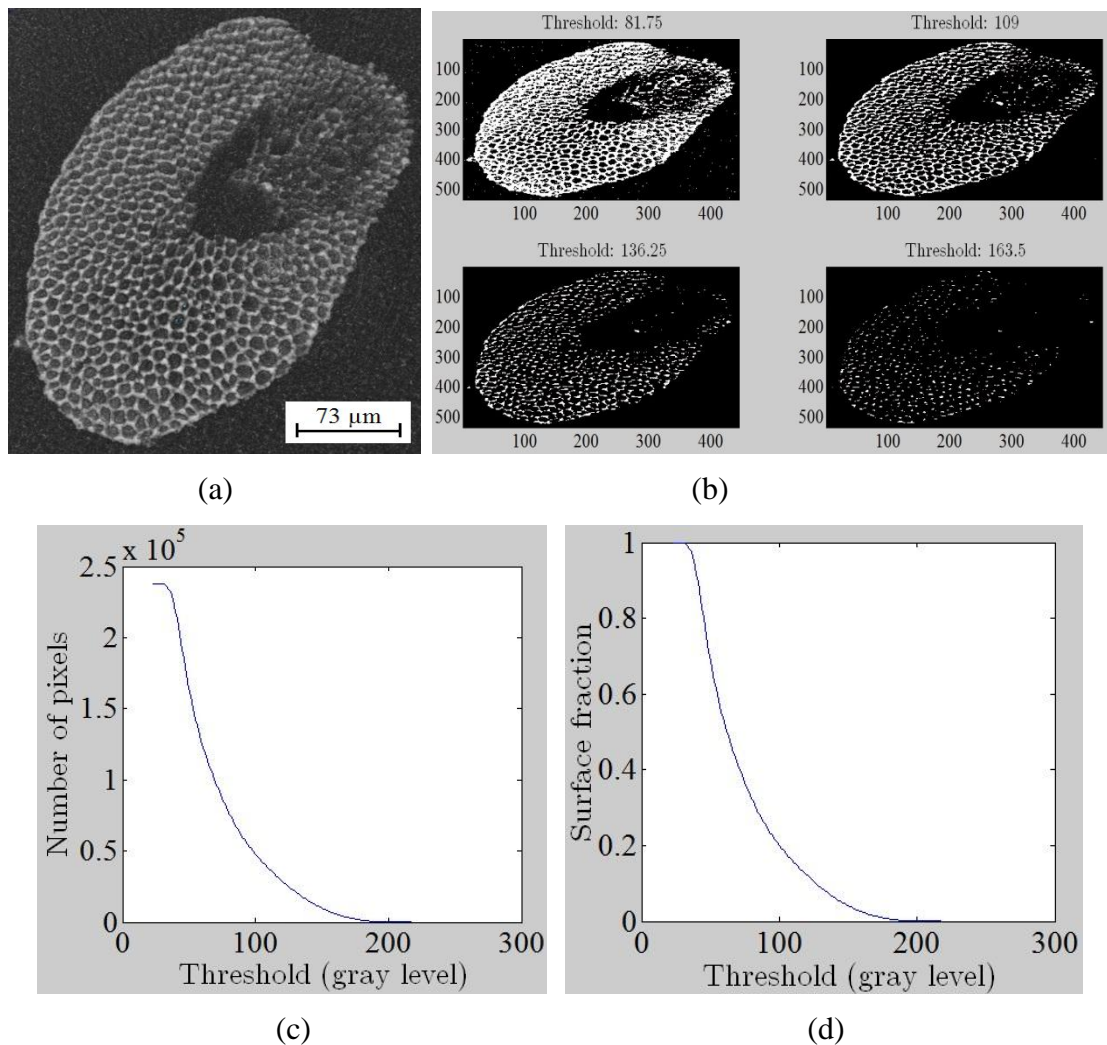 73 µm
(a)
Threshold: 81.75
100
200
300
400
500
100 200 300 400
Threshold: 109
100
200
300
400
500
100 200 300 400
Threshold: 136.25
100
200
300
400
500
100 200 300 400
Threshold: 163.5
100
200
300
400
500
100 200 300 400
(b)
x 10^5
2.5
2
1.5
1
0.5
0
Number of pixels
0 100 200 300
Threshold (gray level)
(c)
1
0.8
0.6
0.4
0.2
0
Surface fraction
0 100 200 300
Threshold (gray level)
(d)